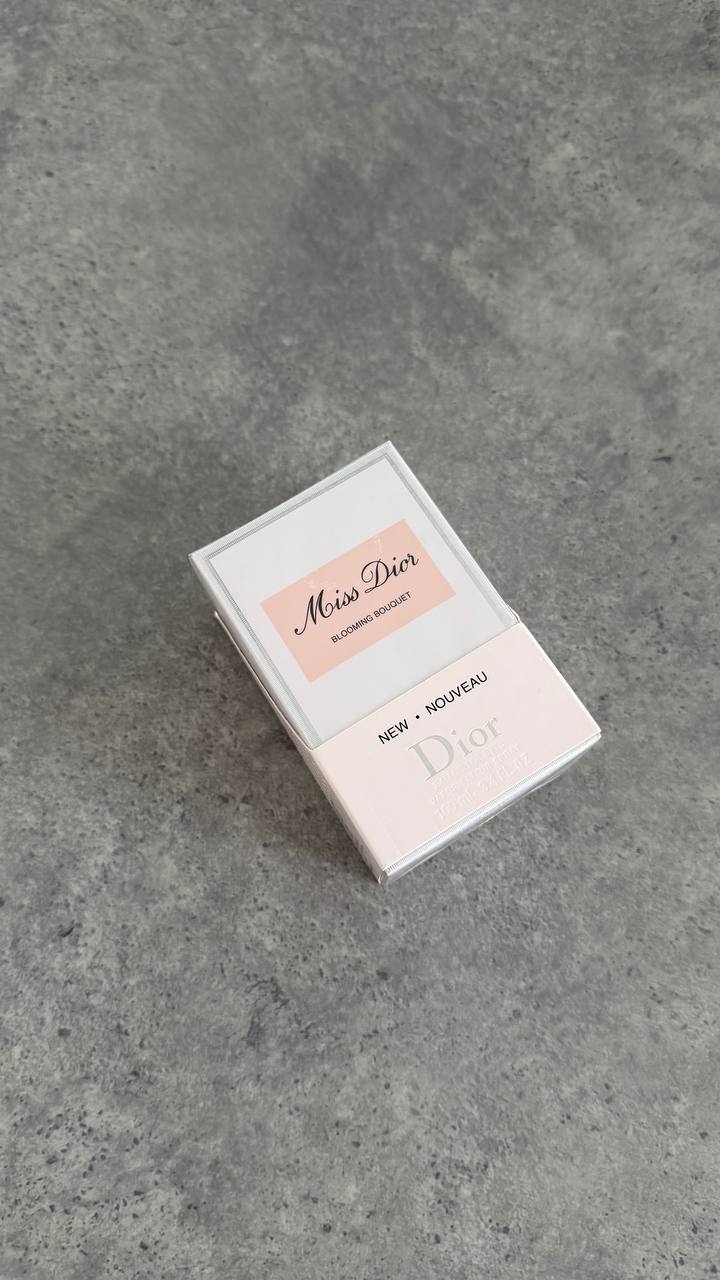 Miss Dior
BLOOMING BOUQUET
NEW • NOUVEAU
Dior